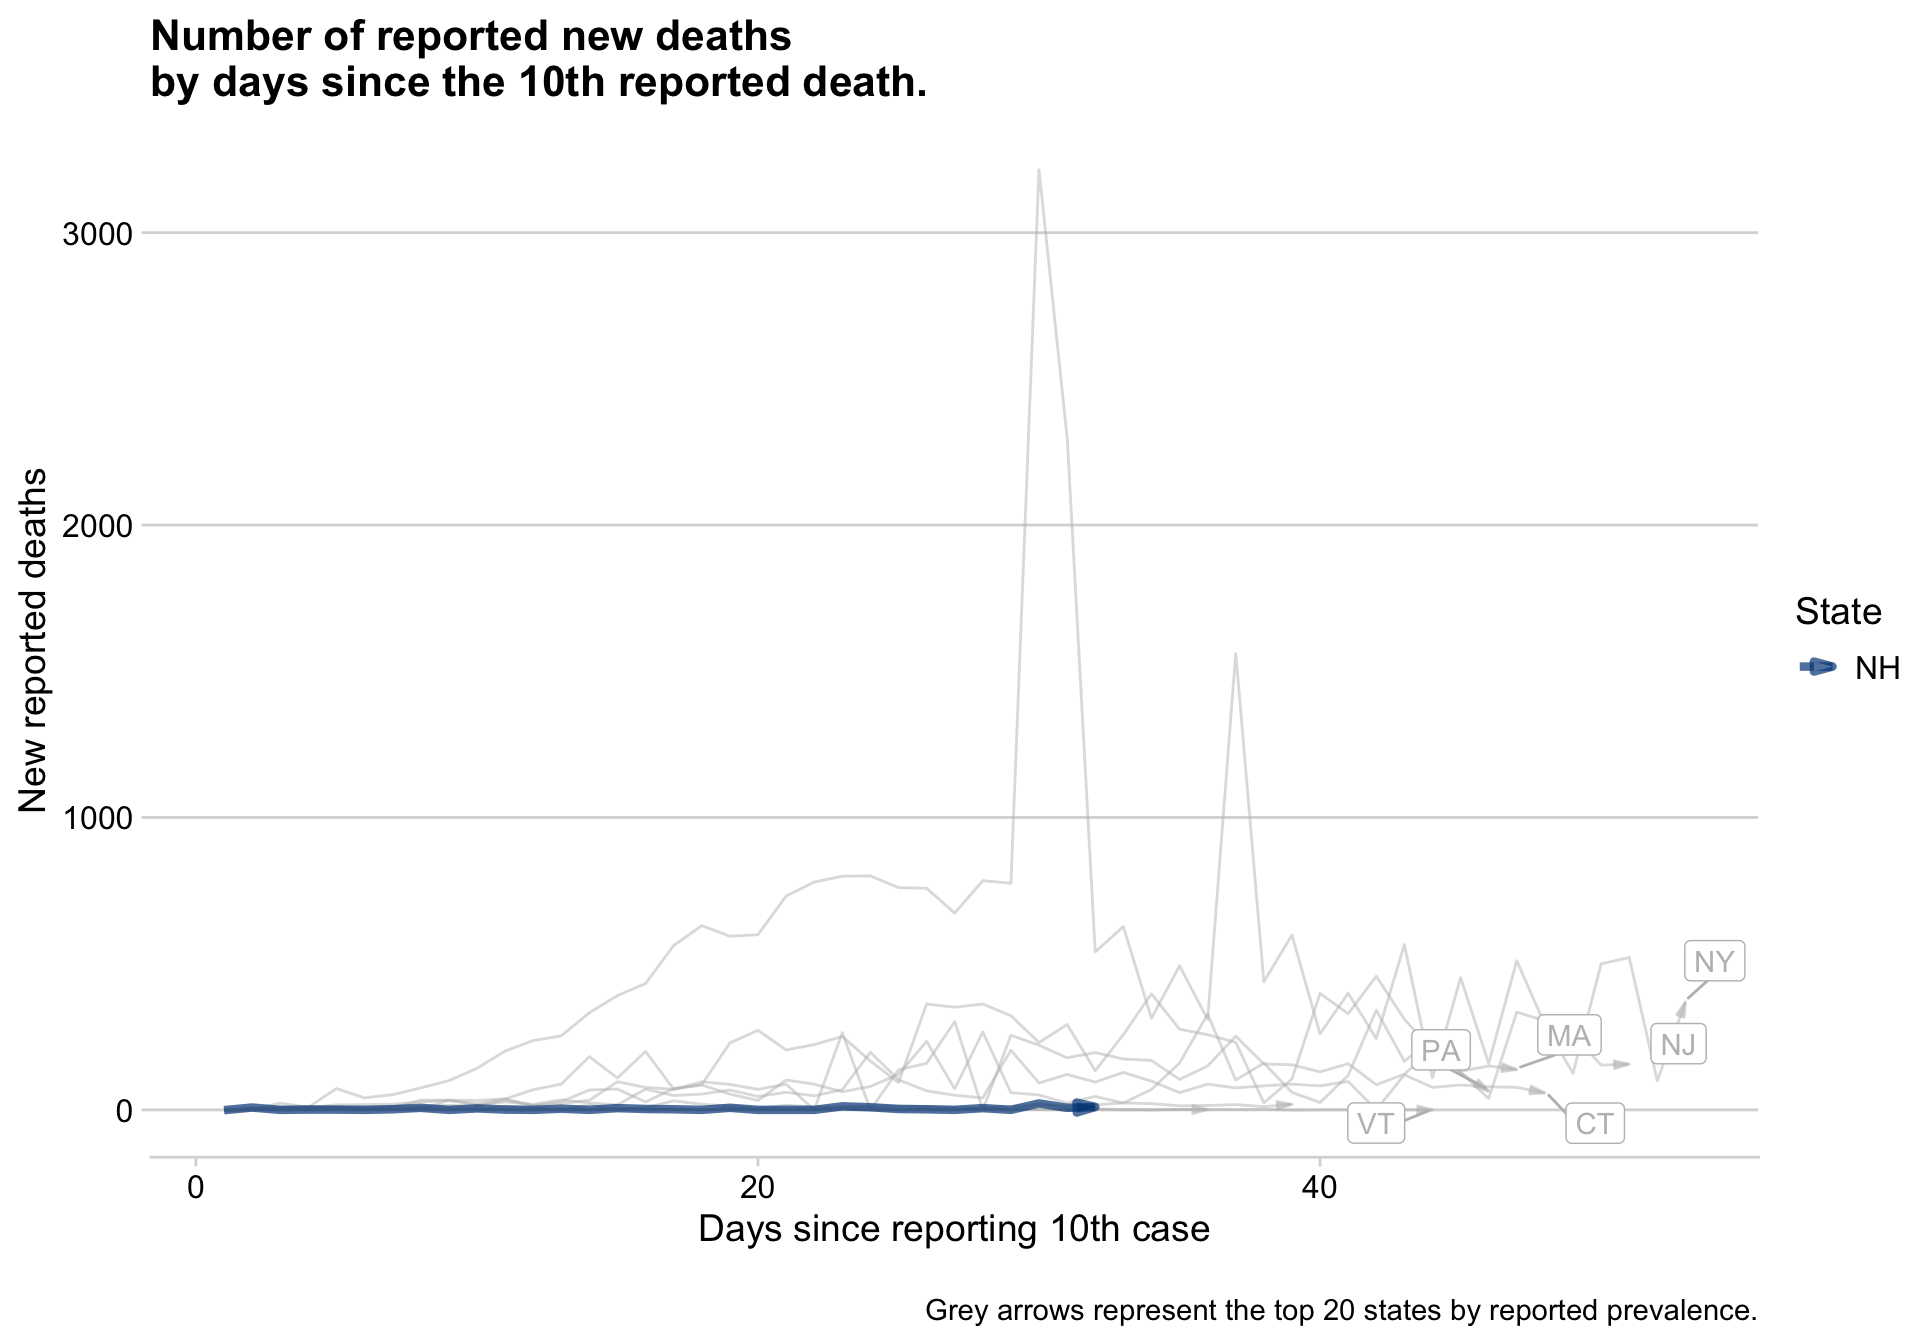 Number of reported new deaths
by days since the 10th reported death.
New reported deaths
3000
2000
1000
0
0
20
40
Days since reporting 10th case
NY
MA
NJ
PA
VT
CT
State
NH
Grey arrows represent the top 20 states by reported prevalence.